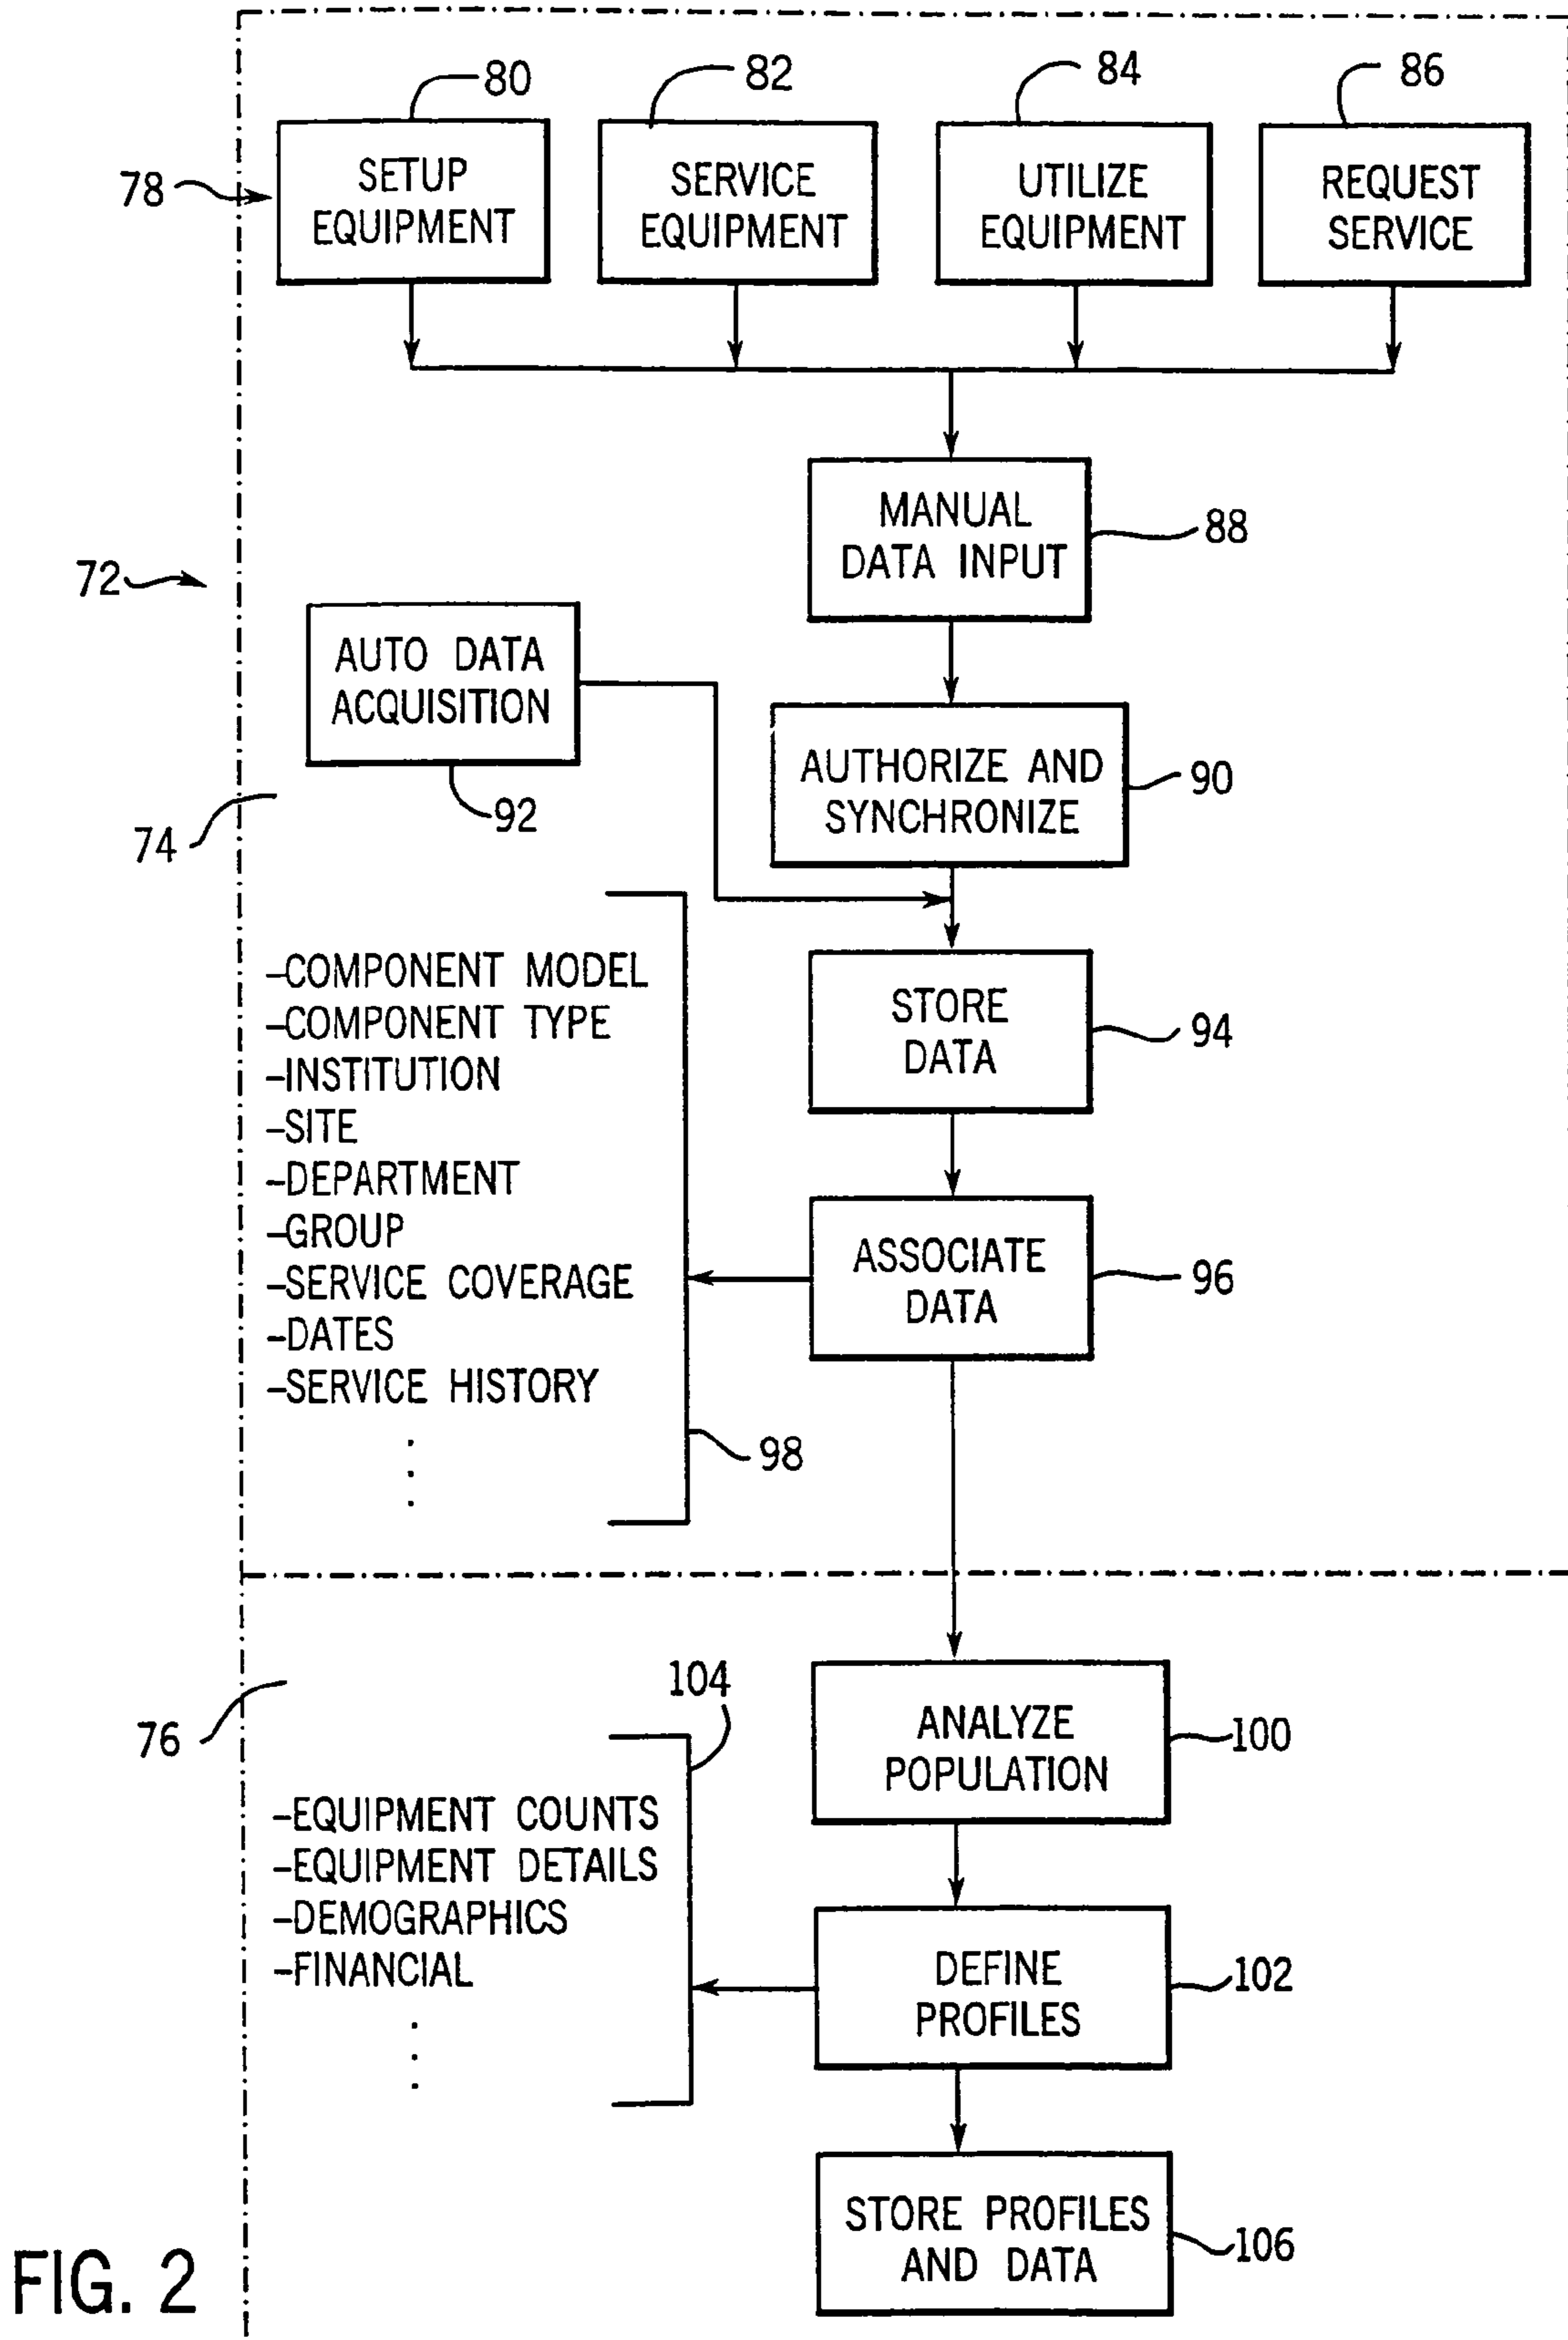 80
82
84
86
78
SETUP
EQUIPMENT
SERVICE
EQUIPMENT
UTILIZE
EQUIPMENT
REQUEST
SERVICE
MANUAL
DATA INPUT
88
72
AUTO DATA
ACQUISITION
92
AUTHORIZE AND
SYNCHRONIZE
90
74
-COMPONENT MODEL
-COMPONENT TYPE
-INSTITUTION
-SITE
-DEPARTMENT
-GROUP
-SERVICE COVERAGE
-DATES
-SERVICE HISTORY
.
.
.
98
STORE
DATA
94
ASSOCIATE
DATA
96
76
104
ANALYZE
POPULATION
100
-EQUIPMENT COUNTS
-EQUIPMENT DETAILS
-DEMOGRAPHICS
-FINANCIAL
.
.
.
DEFINE
PROFILES
102
STORE PROFILES
AND DATA
106
FIG. 2